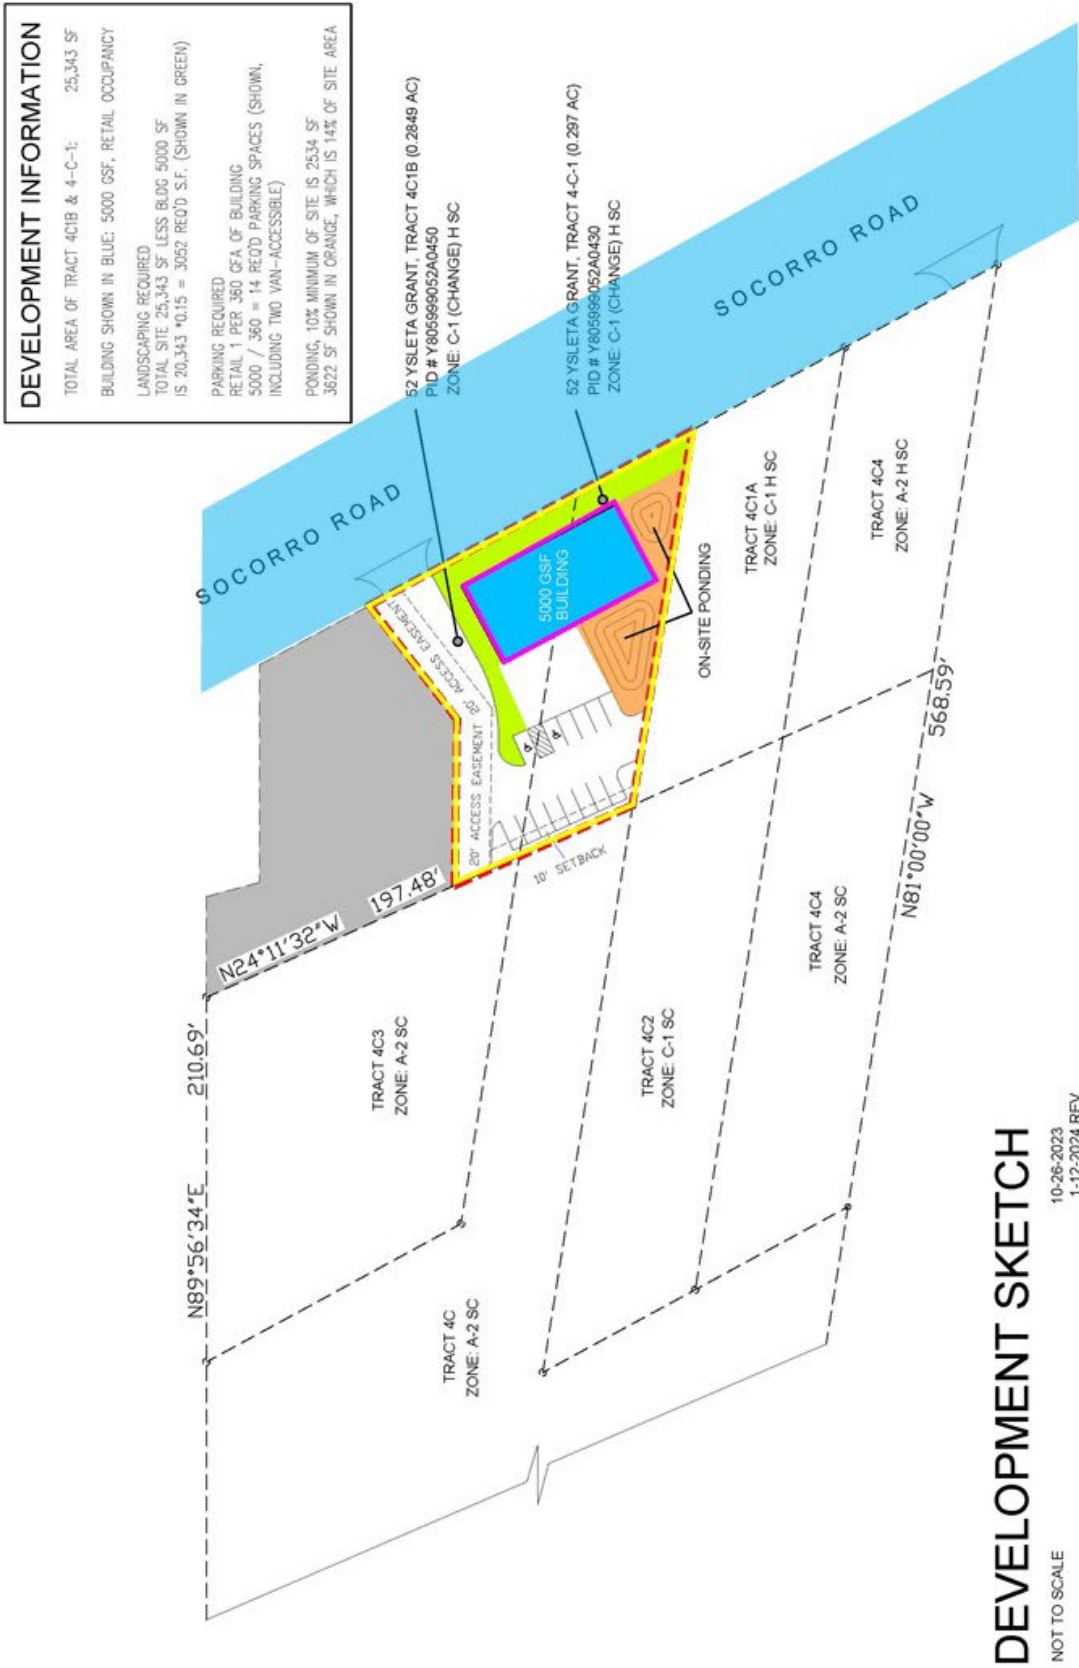 DEVELOPMENT INFORMATION
TOTAL AREA OF TRACT 4C1B & 4-C-1: 25,343 SF
BUILDING SHOWN IN BLUE: 5000 GSF, RETAIL OCCUPANCY
LANDSCAPING REQUIRED
TOTAL SITE 25,343 SF LESS BLDG 5000 SF
IS 20,343 *0.15 = 3052 REQ'D S.F. (SHOWN IN GREEN)
PARKING REQUIRED
RETAIL 1 PER 360 GFA OF BUILDING
5000 / 360 = 14 REQ'D PARKING SPACES (SHOWN,
INCLUDING TWO VAN-ACCESSIBLE)
PONDING, 10% MINIMUM OF SITE IS 2534 SF
3622 SF SHOWN IN ORANGE, WHICH IS 14% OF SITE AREA
52 YSLETA GRANT, TRACT 4C1B (0.2849 AC)
PID # Y805999052A0450
ZONE: C-1 (CHANGE) H SC
52 YSLETA GRANT, TRACT 4-C-1 (0.297 AC)
PID # Y805999052A0430
ZONE: C-1 (CHANGE) H SC
SOCORRO ROAD
SOCORRO ROAD
20' ACCESS EASEMENT
20' ACCESS EASEMENT
5000 GSF
BUILDING
ON-SITE PONDING
10' SETBACK
TRACT 4C1A
ZONE: C-1 H SC
TRACT 4C4
ZONE: A-2 H SC
N24°11'32"W 197.48'
N89°56'34"E 210.69'
N81°00'00"W 568.59'
TRACT 4C3
ZONE: A-2 SC
TRACT 4C2
ZONE: C-1 SC
TRACT 4C4
ZONE: A-2 SC
TRACT 4C
ZONE: A-2 SC
DEVELOPMENT SKETCH
NOT TO SCALE
10-26-2023
1-12-2024 REV